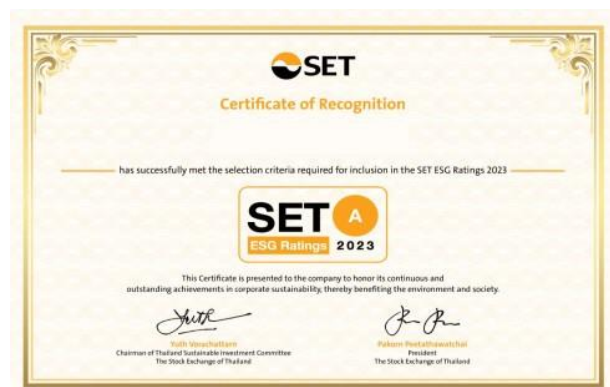 SET
Certificate of Recognition
has successfully met the selection criteria required for inclusion in the SET ESG Ratings 2023
SET A
ESG Ratings 2023
This Certificate is presented to the company to honor its continuous and
outstanding achievements in corporate sustainability, thereby benefiting the environment and society.
Yuth Vorachattarn
Chairman of Thailand Sustainable Investment Committee
The Stock Exchange of Thailand
Pakorn Peetathawatchai
President
The Stock Exchange of Thailand